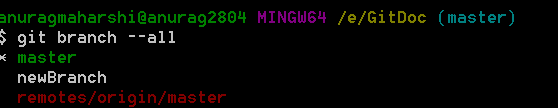 anuragmaharshi@anurag2804 MINGW64 /e/GitDoc (master)
$ git branch --all
* master
newBranch
remotes/origin/master